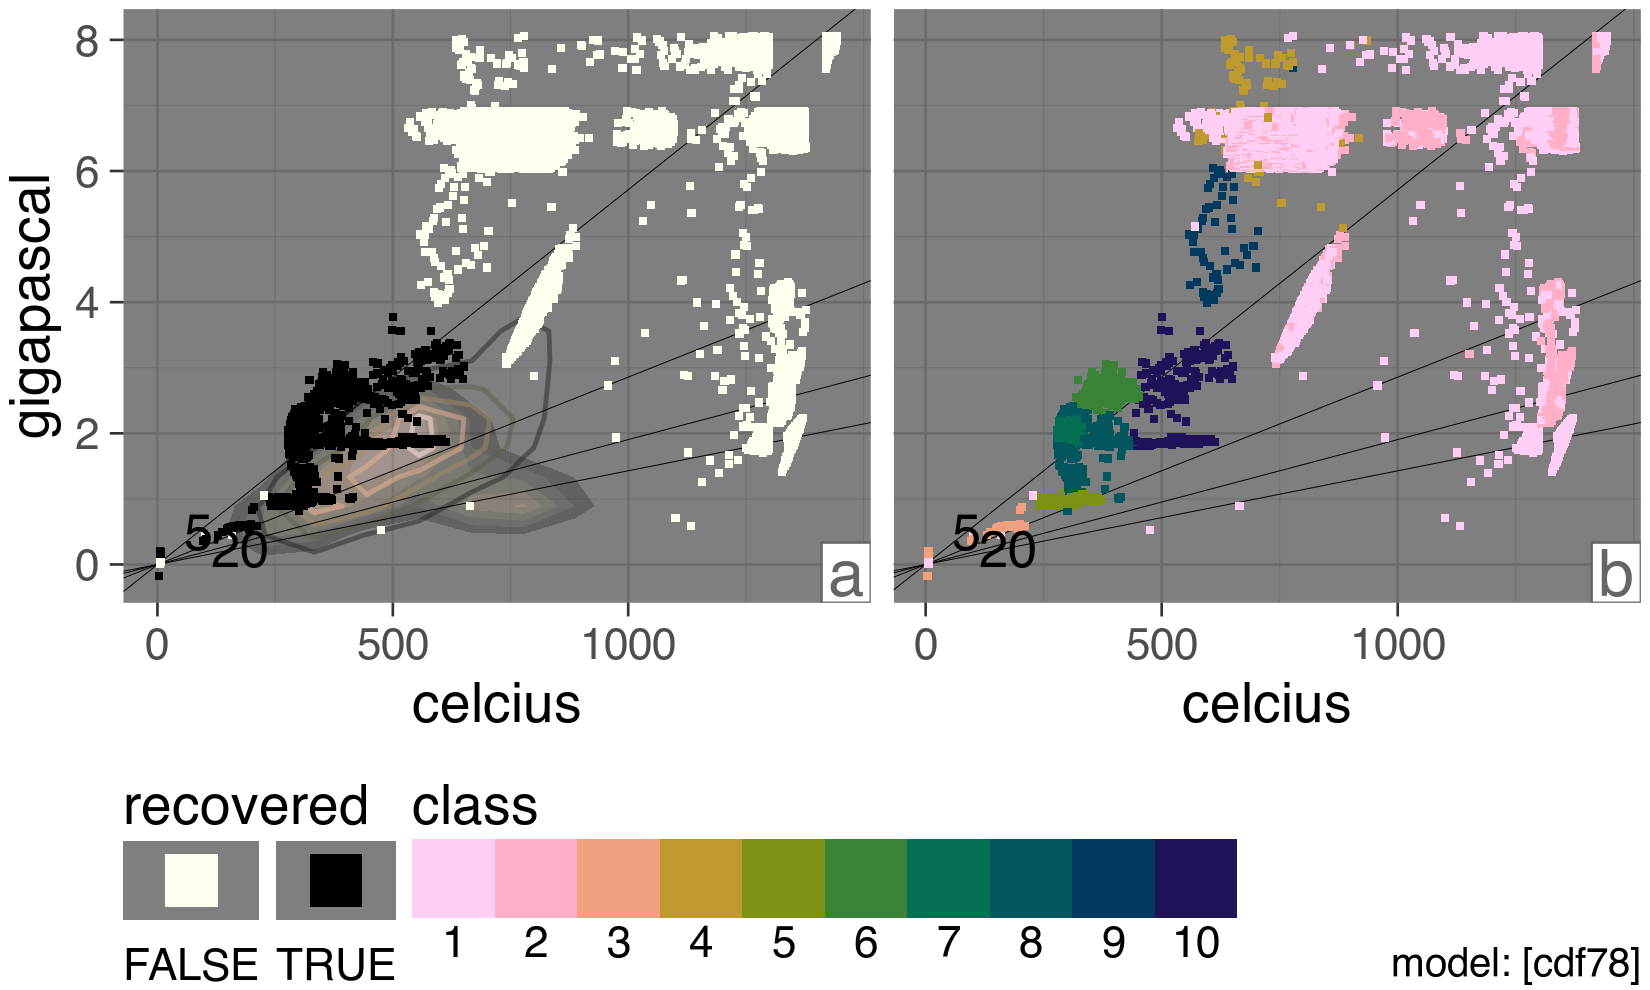 gigapascal
8
6
4
2
0
5
20
a
5
20
b
0 500 1000
0 500 1000
celcius
celcius
recovered
FALSE TRUE
class
1 2 3 4 5 6 7 8 9 10
model: [cdf78]